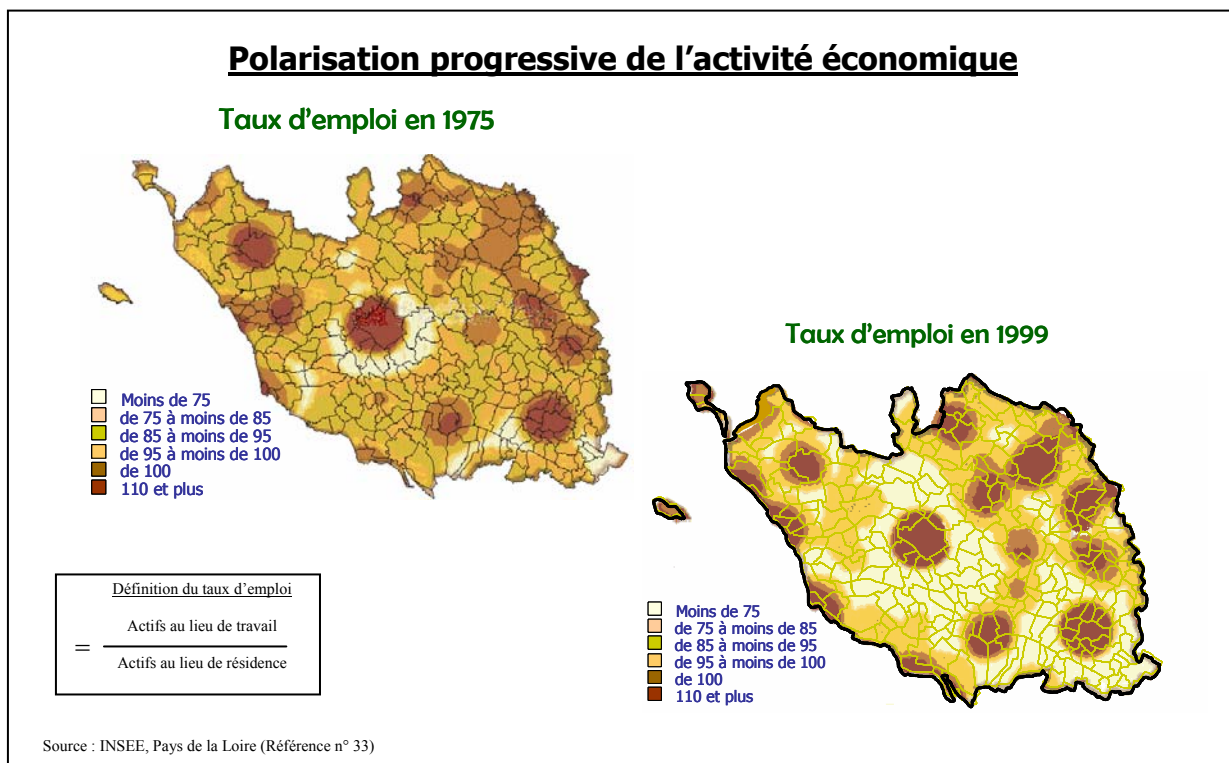 Polarisation progressive de l'activité économique
Taux d'emploi en 1975
Moins de 75
de 75 à moins de 85
de 85 à moins de 95
de 95 à moins de 100
de 100
110 et plus
Taux d'emploi en 1999
Moins de 75
de 75 à moins de 85
de 85 à moins de 95
de 95 à moins de 100
de 100
110 et plus
Définition du taux d'emploi
Actifs au lieu de travail
=
Actifs au lieu de résidence
Source : INSEE, Pays de la Loire (Référence n° 33)